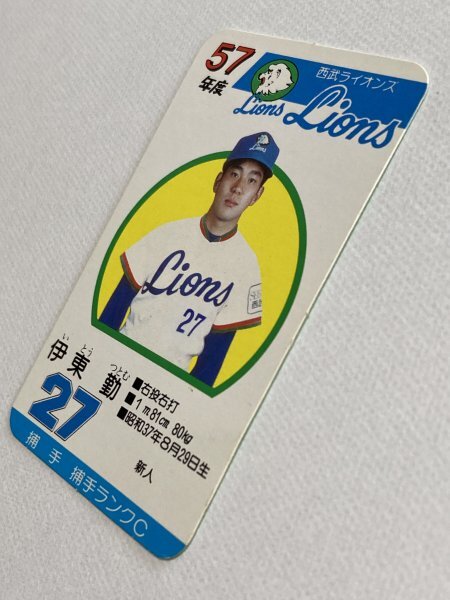 57
年度
西武ライオンズ
Lions Lions
Lions
27
い とう つとむ
伊東 勤
27
■右投右打
■1m81cm 80kg
■昭和37年8月29日生
新人
捕手 捕手ランクC